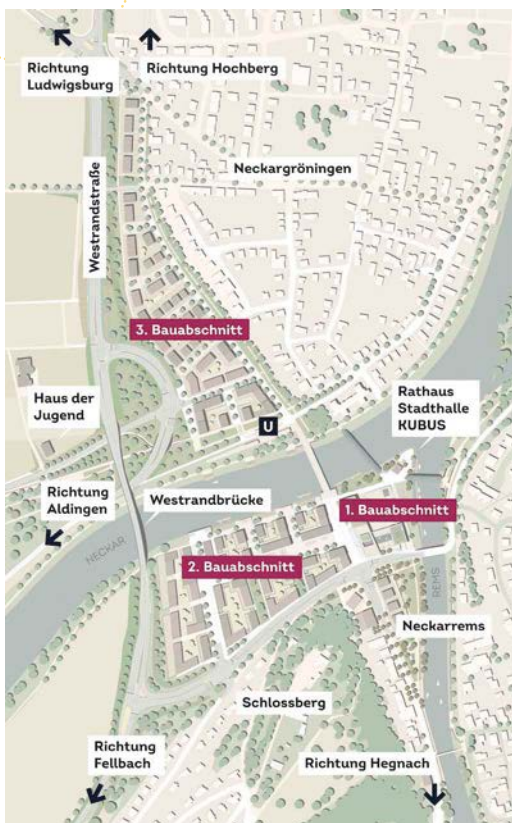 Richtung
Ludwigsburg
Richtung Hochberg
Westrandstraße
Neckargröningen
3. Bauabschnitt
Haus der
Jugend
U
Rathaus
Stadthalle
KUBUS
Richtung
Aldingen
Westrandbrücke
1. Bauabschnitt
NECKAR
2. Bauabschnitt
REMS
Neckarrems
Schlossberg
Richtung
Fellbach
Richtung Hegnach